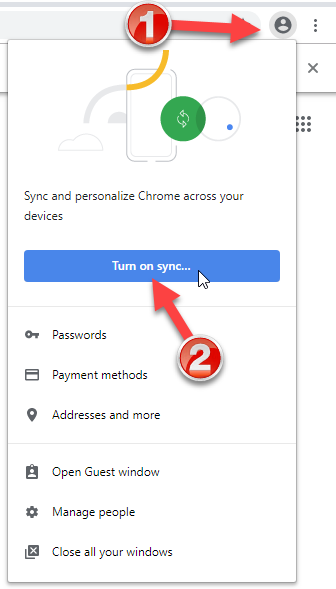 1
Sync and personalize Chrome across your
devices
Turn on sync...
2
Passwords
Payment methods
Addresses and more
Open Guest window
Manage people
Close all your windows